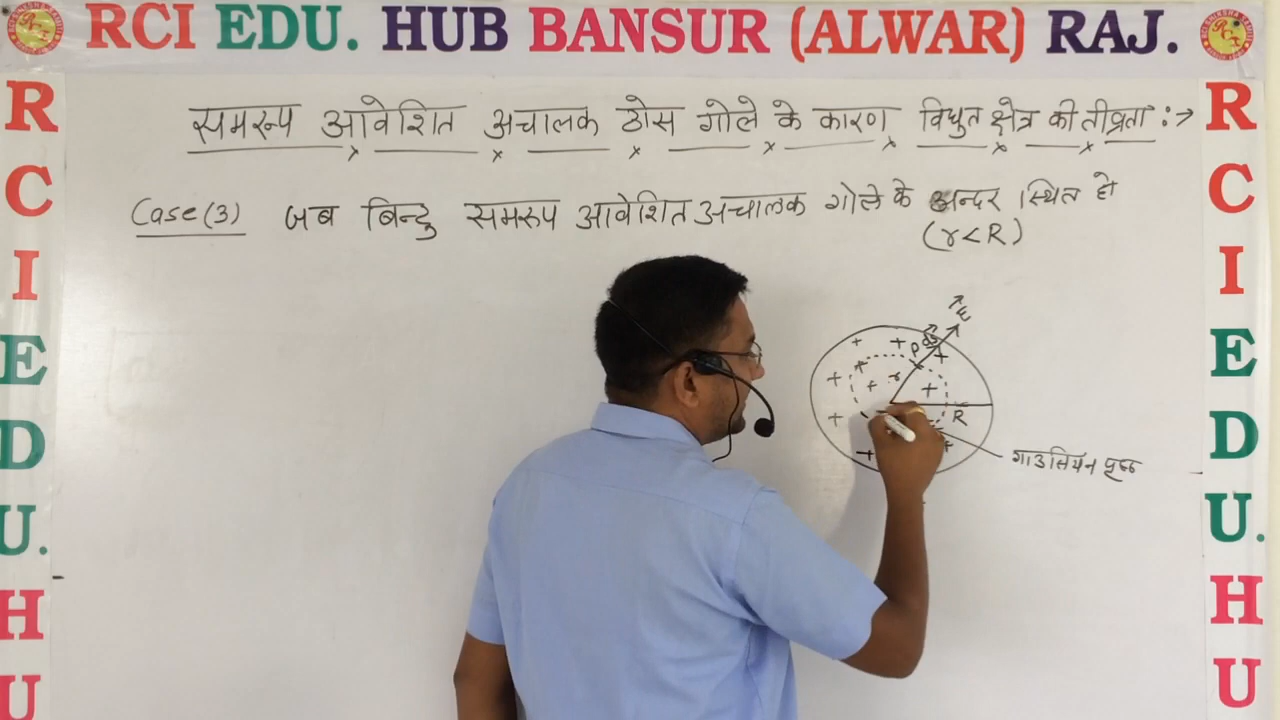 RCI EDU. HUB BANSUR (ALWAR) RAJ.
समरूप आवेशित अचालक ठोस गोले के कारण विधुत क्षेत्र की तीव्रता :→
Case (3) जब बिन्दु समरूप आवेशित अचालक गोले के अन्दर स्थित हो
(r < R)
E
ds
P
r
R
गाउसियन पृष्ठ
R
C
I
E
D
U.
H
U
R
C
I
E
D
U.
H
U